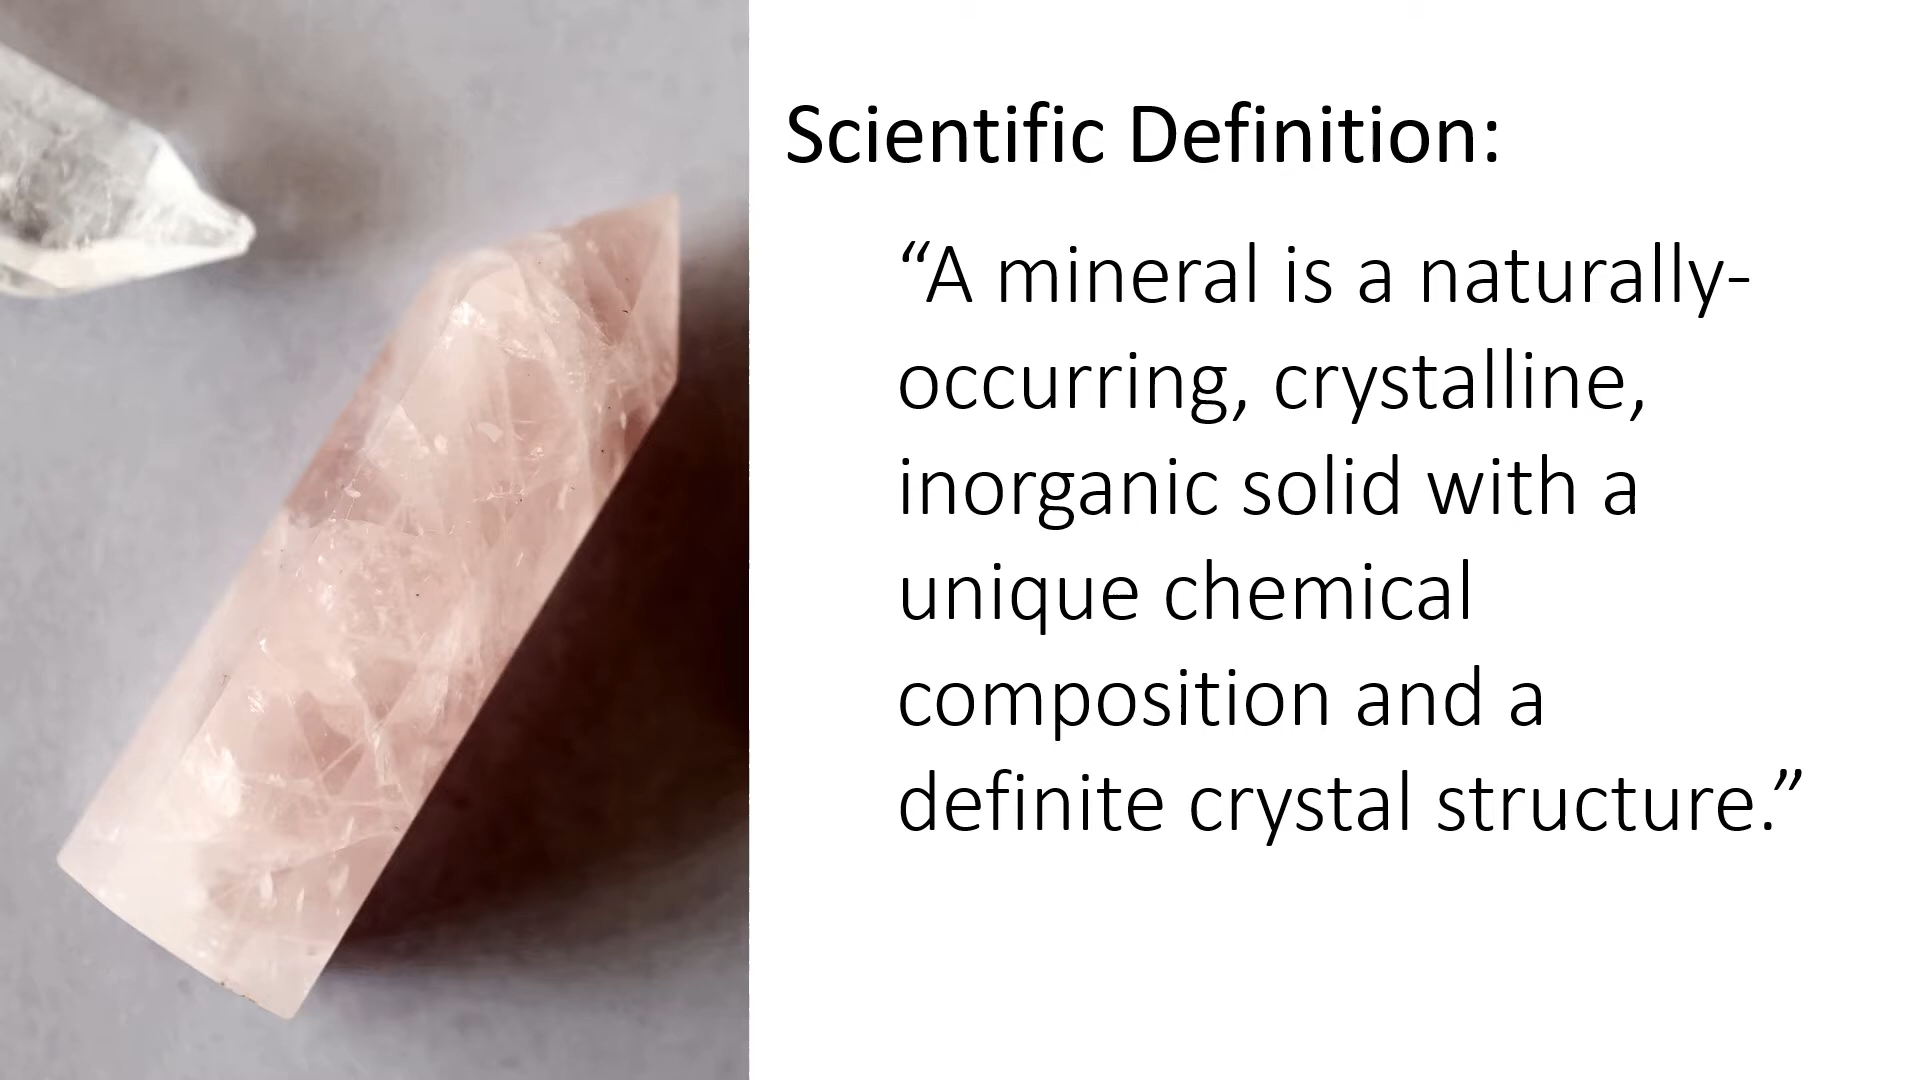 Scientific Definition:
“A mineral is a naturally-
occurring, crystalline,
inorganic solid with a
unique chemical
composition and a
definite crystal structure.”